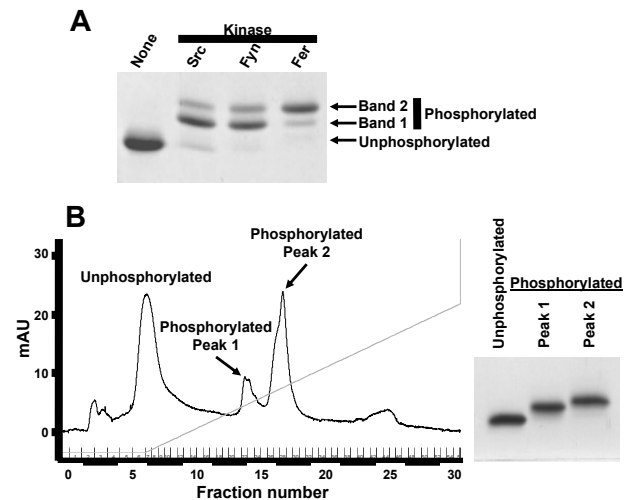 A
Kinase
None
Src
Fyn
Fer
Band 2
Band 1
Phosphorylated
Unphosphorylated
B
mAU
30
20
10
0
Unphosphorylated
Phosphorylated
Peak 1
Phosphorylated
Peak 2
0 5 10 15 20 25 30
Fraction number
Unphosphorylated
Phosphorylated
Peak 1
Peak 2